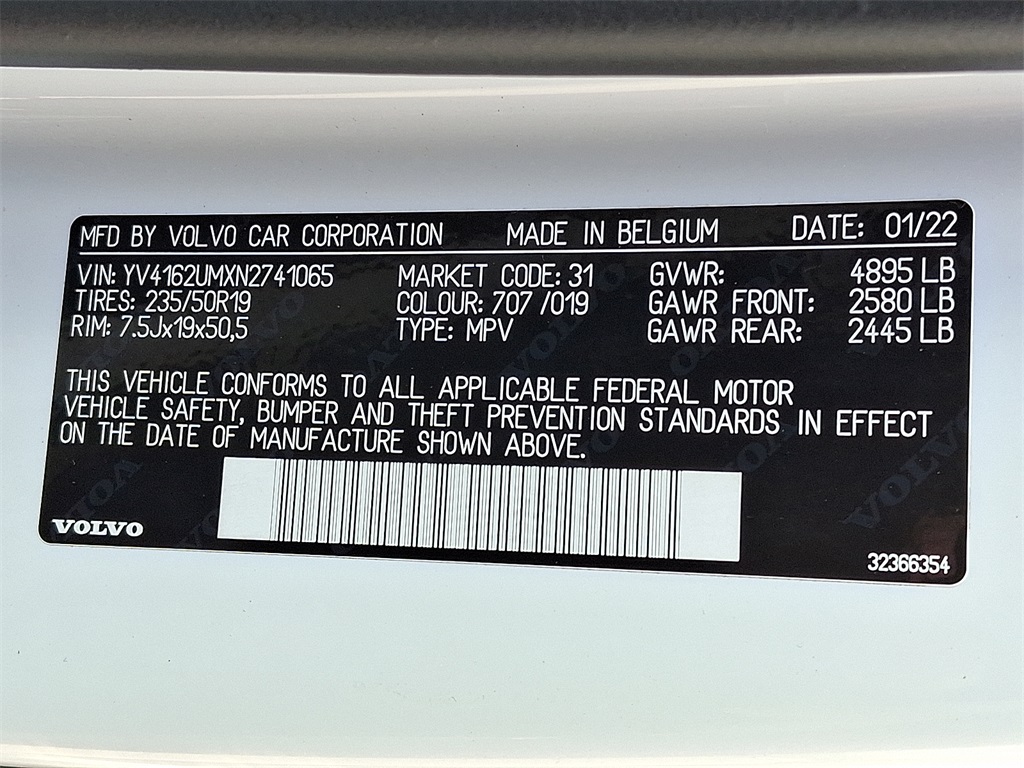 MFD BY VOLVO CAR CORPORATION MADE IN BELGIUM DATE: 01/22
VIN: YV4162UMXN2741065 MARKET CODE: 31 GVWR: 4895 LB
TIRES: 235/50R19 COLOUR: 707 /019 GAWR FRONT: 2580 LB
RIM: 7.5Jx19x50,5 TYPE: MPV GAWR REAR: 2445 LB
THIS VEHICLE CONFORMS TO ALL APPLICABLE FEDERAL MOTOR
VEHICLE SAFETY, BUMPER AND THEFT PREVENTION STANDARDS IN EFFECT
ON THE DATE OF MANUFACTURE SHOWN ABOVE.
VOLVO
32366354